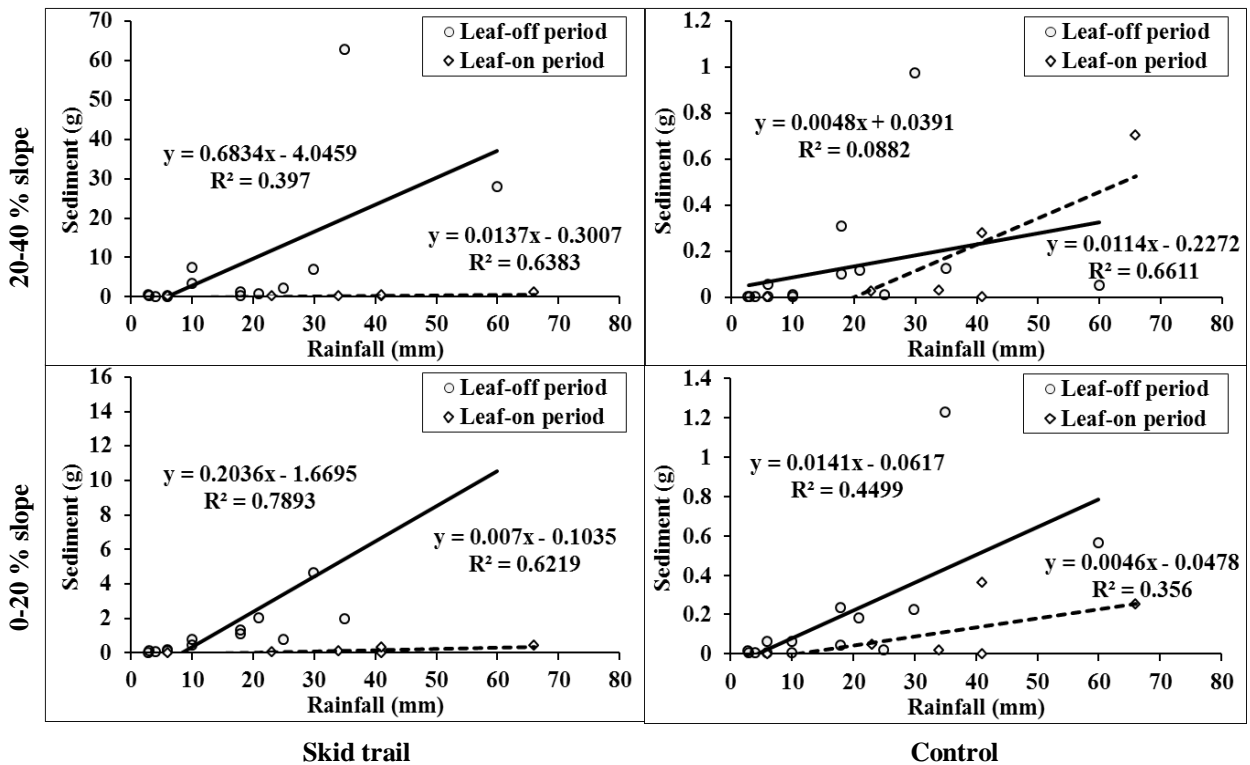 20-40 % slope
Sediment (g)
70
60
50
40
30
20
10
0
Leaf-off period
Leaf-on period
y = 0.6834x - 4.0459
R² = 0.397
y = 0.0137x - 0.3007
R² = 0.6383
0 10 20 30 40 50 60 70 80
Rainfall (mm)
Sediment (g)
1.2
1
0.8
0.6
0.4
0.2
0
Leaf-off period
Leaf-on period
y = 0.0048x + 0.0391
R² = 0.0882
y = 0.0114x - 0.2272
R² = 0.6611
0 10 20 30 40 50 60 70 80
Rainfall (mm)
0-20 % slope
Sediment (g)
16
14
12
10
8
6
4
2
0
Leaf-off period
Leaf-on period
y = 0.2036x - 1.6695
R² = 0.7893
y = 0.007x - 0.1035
R² = 0.6219
0 10 20 30 40 50 60 70 80
Rainfall (mm)
Sediment (g)
1.4
1.2
1
0.8
0.6
0.4
0.2
0
Leaf-off period
Leaf-on period
y = 0.0141x - 0.0617
R² = 0.4499
y = 0.0046x - 0.0478
R² = 0.356
0 10 20 30 40 50 60 70 80
Rainfall (mm)
Skid trail
Control